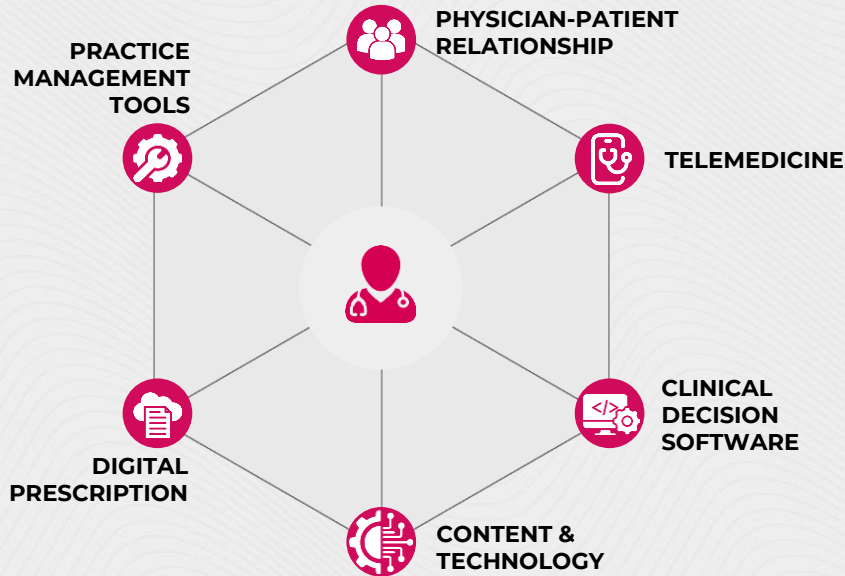 PHYSICIAN-PATIENT
RELATIONSHIP
PRACTICE
MANAGEMENT
TOOLS
TELEMEDICINE
CLINICAL
DECISION
SOFTWARE
</>
DIGITAL
PRESCRIPTION
CONTENT &
TECHNOLOGY